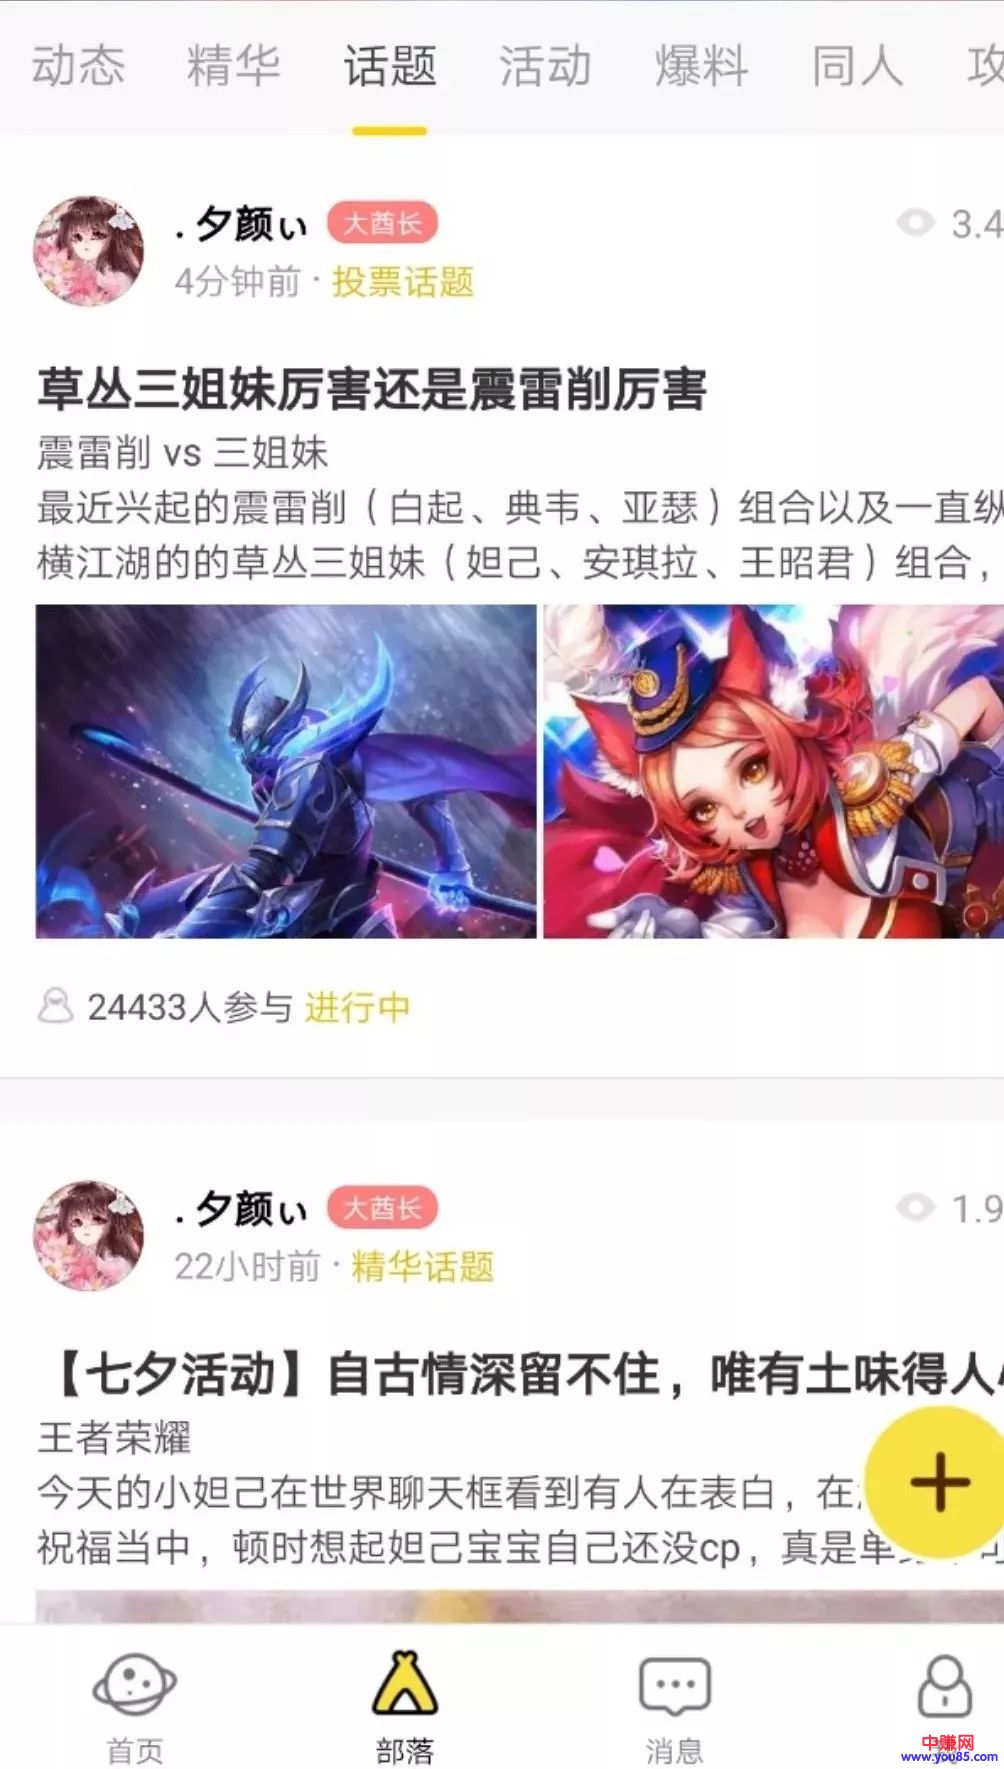 动态 精华 话题 活动 爆料 同人 攻
.夕颜ぃ 大酋长 3.4
4分钟前 · 投票话题
草丛三姐妹厉害还是震雷削厉害
震雷削 vs 三姐妹
最近兴起的震雷削（白起、典韦、亚瑟）组合以及一直纵
横江湖的的草丛三姐妹（妲己、安琪拉、王昭君）组合，
24433人参与 进行中
.夕颜ぃ 大酋长 1.9
22小时前 · 精华话题
【七夕活动】自古情深留不住，唯有土味得人心
王者荣耀
今天的小妲己在世界聊天框看到有人在表白，在
祝福当中，顿时想起妲己宝宝自己还没cp，真是单
首页 部落 消息
中赚网
www.you85.com